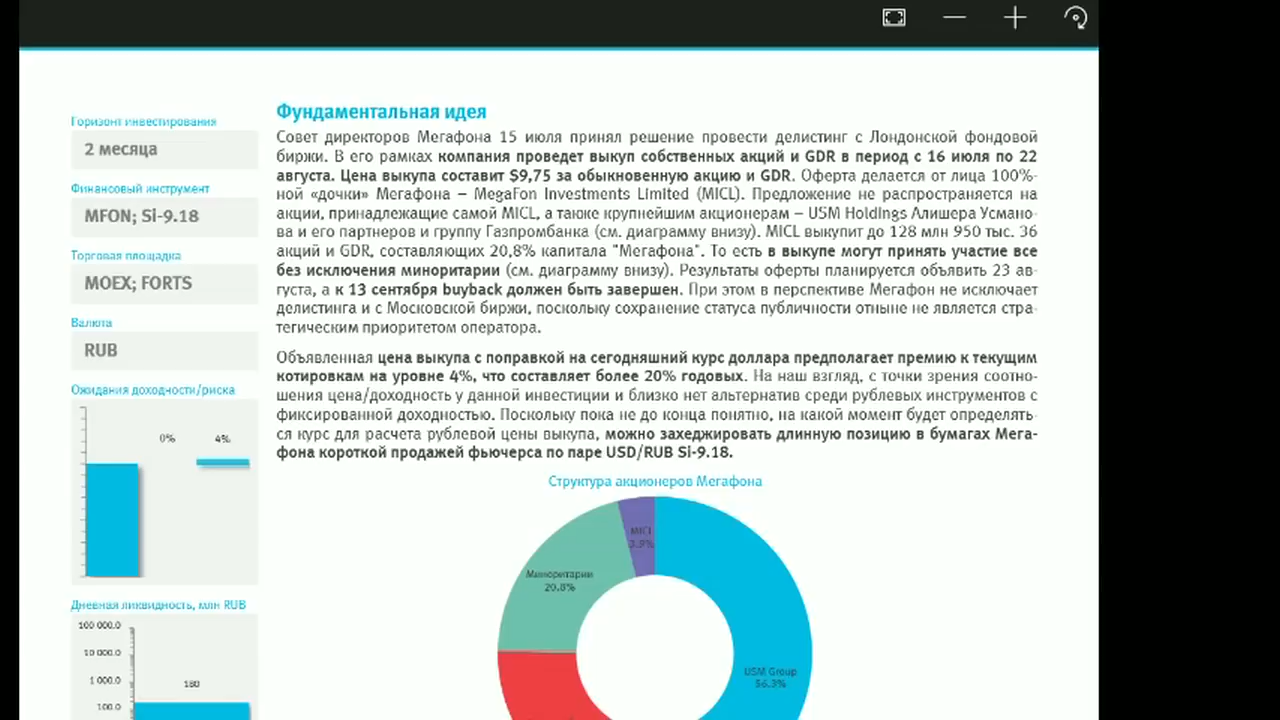 Горизонт инвестирования
2 месяца
Финансовый инструмент
MFON; Si-9.18
Торговая площадка
MOEX; FORTS
Валюта
RUB
Ожидания доходности/риска
0%
4%
Дневная ликвидность, млн RUB
100 000.0
10 000.0
1 000.0
100.0
180
Фундаментальная идея
Совет директоров Мегафона 15 июля принял решение провести делистинг с Лондонской фондовой
биржи. В его рамках компания проведет выкуп собственных акций и GDR в период с 16 июля по 22
августа. Цена выкупа составит $9,75 за обыкновенную акцию и GDR. Оферта делается от лица 100%-
ной «дочки» Мегафона – MegaFon Investments Limited (MICL). Предложение не распространяется на
акции, принадлежащие самой MICL, а также крупнейшим акционерам – USM Holdings Алишера Усмано-
ва и его партнеров и группу Газпромбанка (см. диаграмму внизу). MICL выкупит до 128 млн 950 тыс. 36
акций и GDR, составляющих 20,8% капитала "Мегафона". То есть в выкупе могут принять участие все
без исключения миноритарии (см. диаграмму внизу). Результаты оферты планируется объявить 23 ав-
густа, а к 13 сентября buyback должен быть завершен. При этом в перспективе Мегафон не исключает
делистинга и с Московской биржи, поскольку сохранение статуса публичности отныне не является стра-
тегическим приоритетом оператора.
Объявленная цена выкупа с поправкой на сегодняшний курс доллара предполагает премию к текущим
котировкам на уровне 4%, что составляет более 20% годовых. На наш взгляд, с точки зрения соотно-
шения цена/доходность у данной инвестиции и близко нет альтернатив среди рублевых инструментов с
фиксированной доходностью. Поскольку пока не до конца понятно, на какой момент будет определять-
ся курс для расчета рублевой цены выкупа, можно захеджировать длинную позицию в бумагах Мега-
фона короткой продажей фьючерса по паре USD/RUB Si-9.18.
Структура акционеров Мегафона
MICL
3.9%
Миноритарии
20.8%
USM Group
56.3%